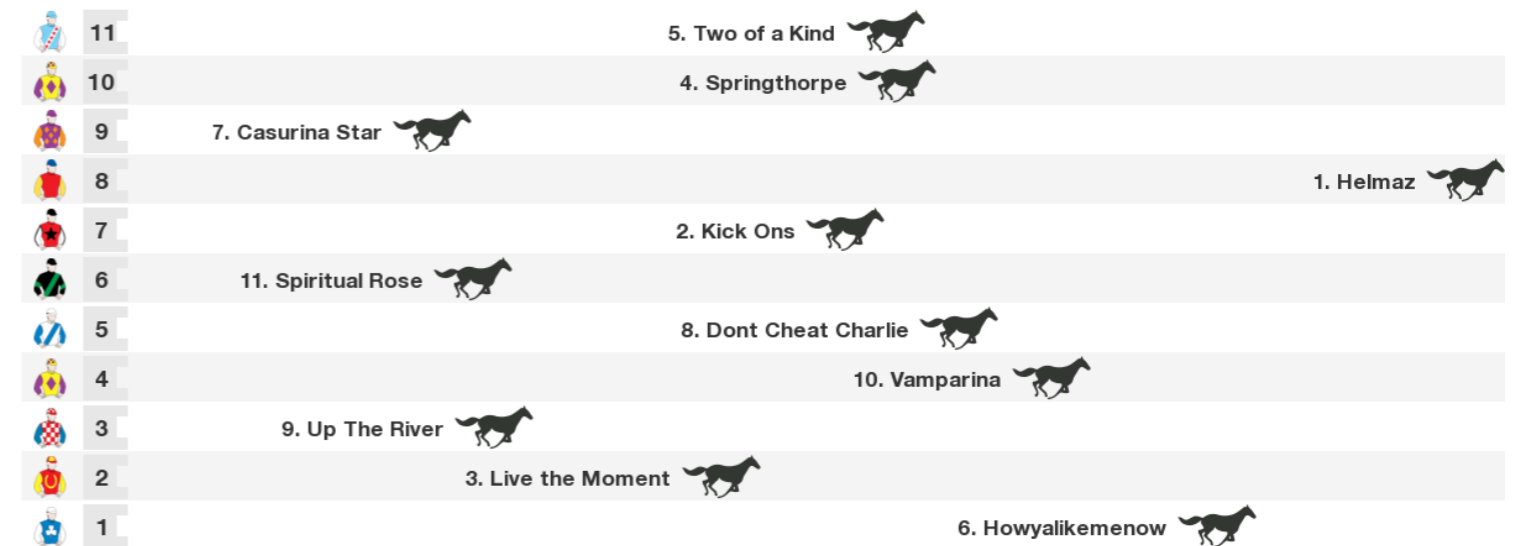 11 5. Two of a Kind
10 4. Springthorpe
9 7. Casurina Star
8 1. Helmaz
7 2. Kick Ons
6 11. Spiritual Rose
5 8. Dont Cheat Charlie
4 10. Vamparina
3 9. Up The River
2 3. Live the Moment
1 6. Howyalikemenow